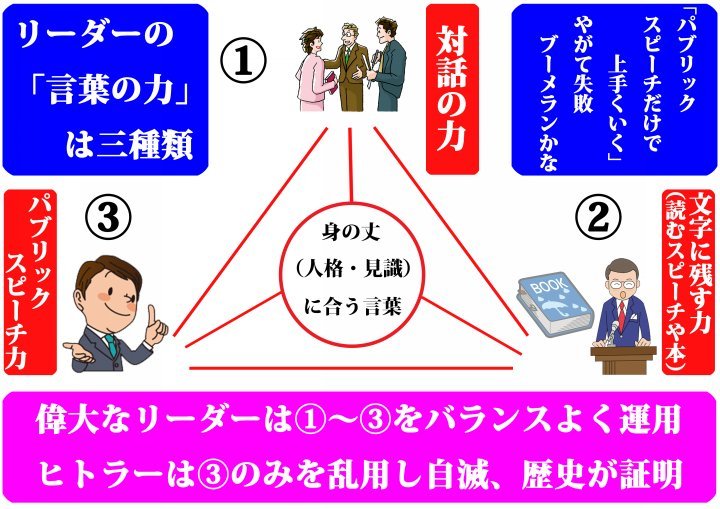 リーダーの
「言葉の力」
は三種類
①
対話の力
「パブリック
スピーチだけで
上手くいく」
やがて失敗
ブーメランかな
③
パブリック
スピーチ力
身の丈
（人格・見識）
に合う言葉
②
BOOK
文字に残す力
（読むスピーチや本）
偉大なリーダーは①～③をバランスよく運用
ヒトラーは③のみを乱用し自滅、歴史が証明